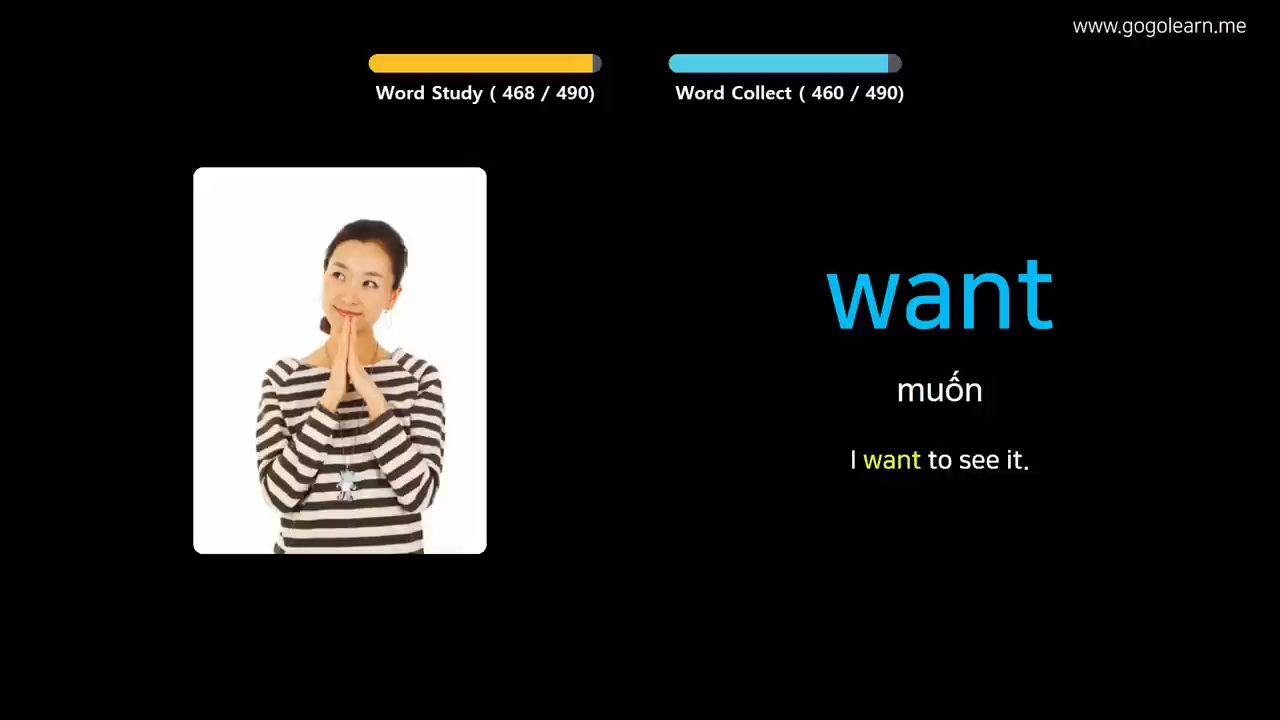 www.gogolearn.me
Word Study ( 468 / 490)
Word Collect ( 460 / 490)
want
muốn
I want to see it.